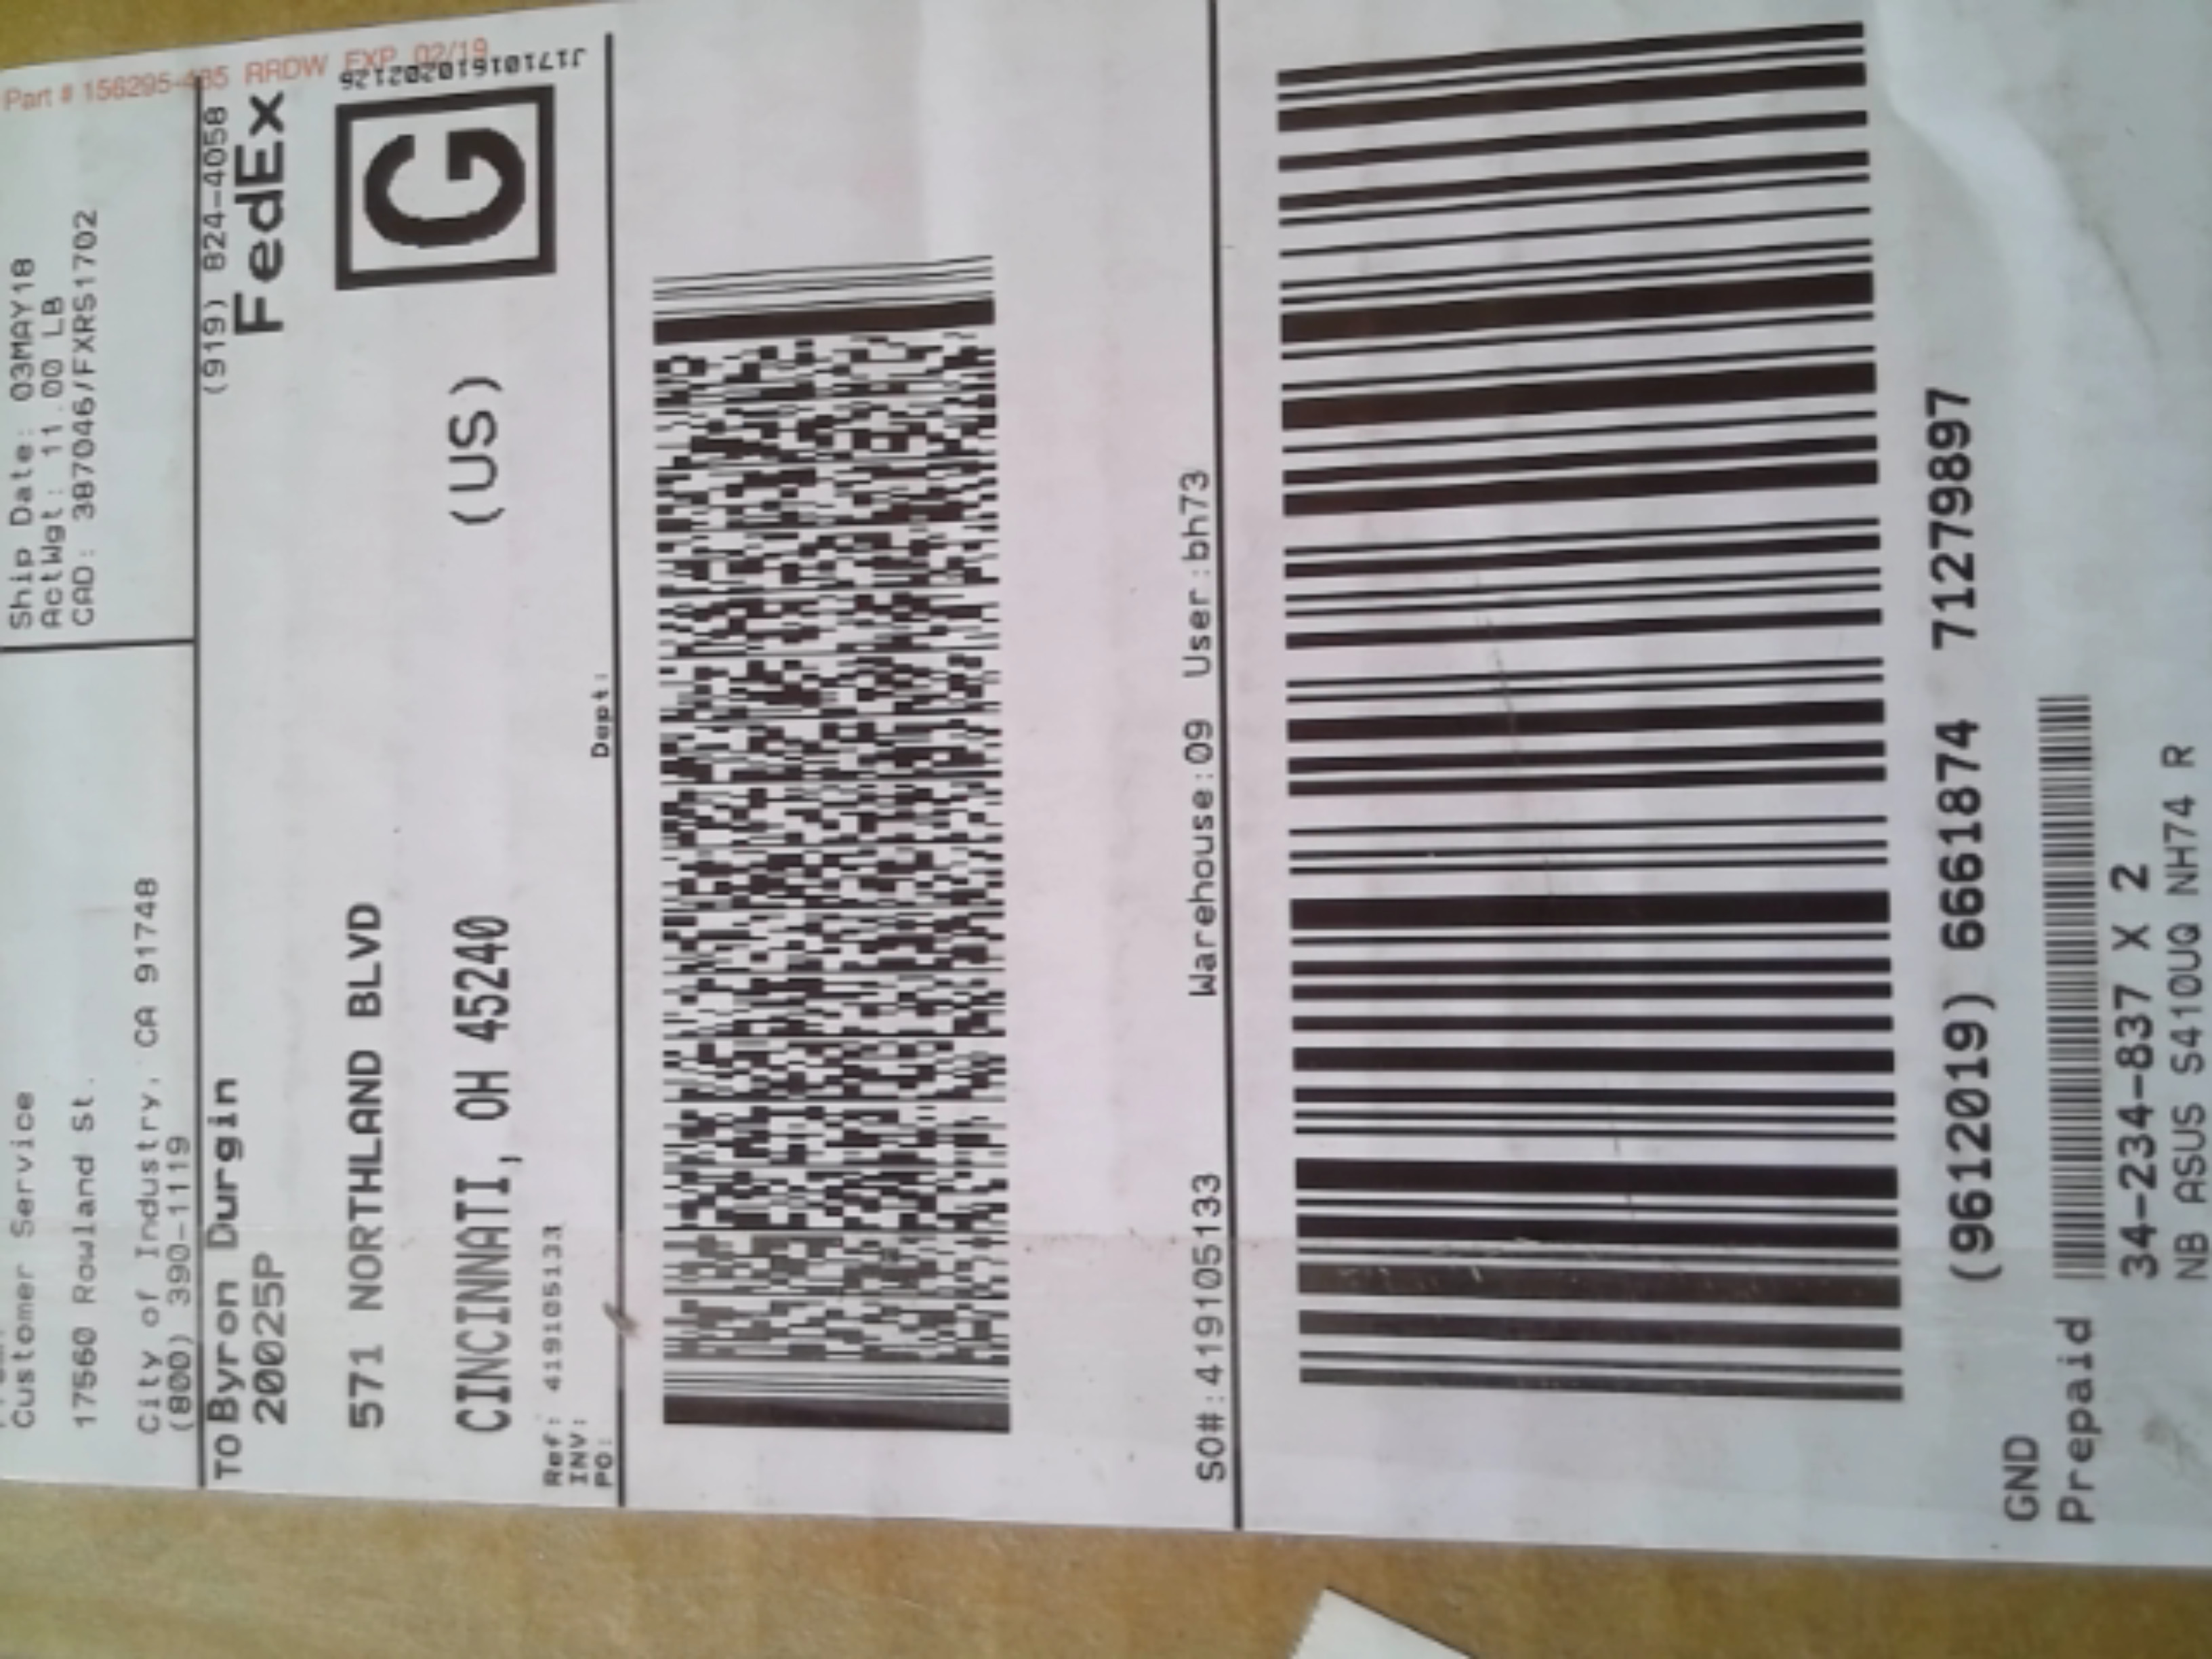 Part # 156295-435 RRDW EXP 02/19
Customer Service
17560 Rowland St.
City of Industry, CA 91748
(800) 390-1119
Ship Date: 03MAY18
ActWgt: 11.00 LB
CAD: 387046/FXRS1702
TO Byron Durgin
(919) 824-4058
20025P
FedEx
571 NORTHLAND BLVD
G
J17101610202126
CINCINNATI, OH 45240
(US)
Ref: 419105133
INV:
PO:
Dept:
SO#:419105133 Warehouse:09 User:bh73
(9612019) 6661874 71279897
GND
Prepaid
34-234-837 X 2
NB ASUS S410UQ NH74 R